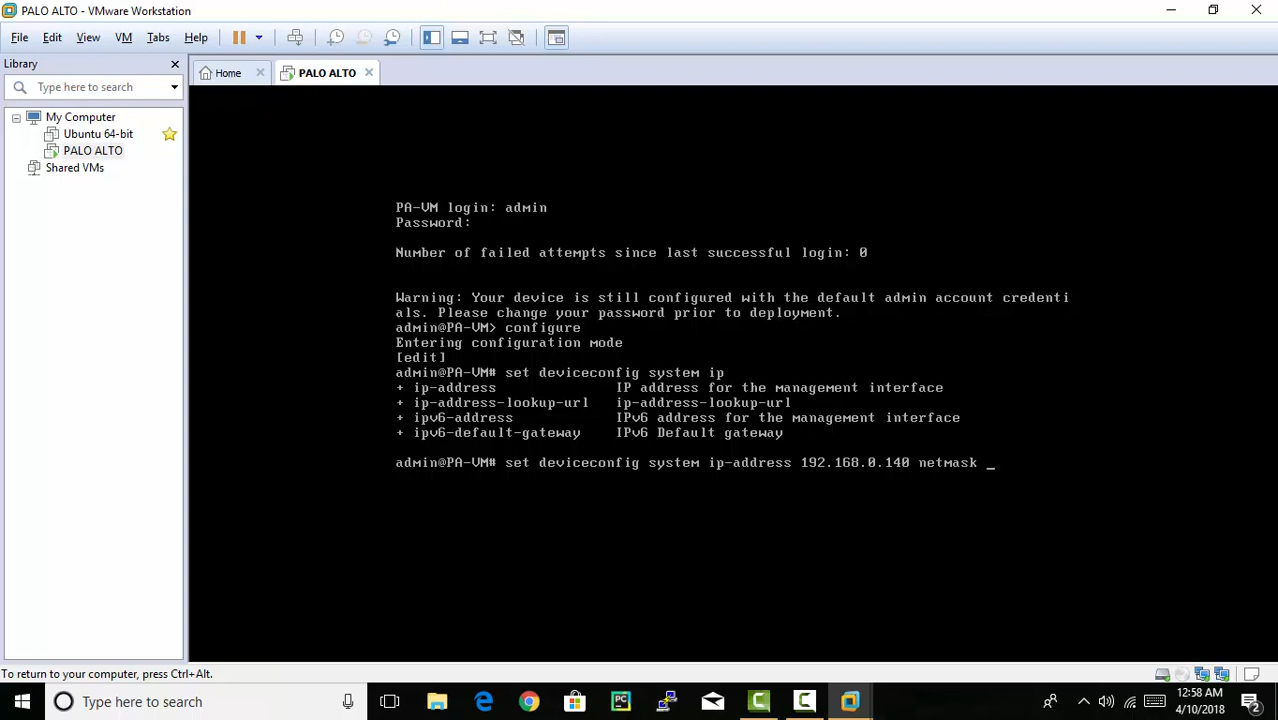 PALO ALTO - VMware Workstation
File Edit View VM Tabs Help
Library
Type here to search
Home
PALO ALTO
My Computer
Ubuntu 64-bit
PALO ALTO
Shared VMs
PA-VM login: admin
Password:
Number of failed attempts since last successful login: 0
Warning: Your device is still configured with the default admin account credenti
als. Please change your password prior to deployment.
admin@PA-VM> configure
Entering configuration mode
[edit]
admin@PA-VM# set deviceconfig system ip
+ ip-address IP address for the management interface
+ ip-address-lookup-url ip-address-lookup-url
+ ipv6-address IPv6 address for the management interface
+ ipv6-default-gateway IPv6 Default gateway
admin@PA-VM# set deviceconfig system ip-address 192.168.0.140 netmask _
To return to your computer, press Ctrl+Alt.
Type here to search
PC
12:58 AM
4/10/2018
2